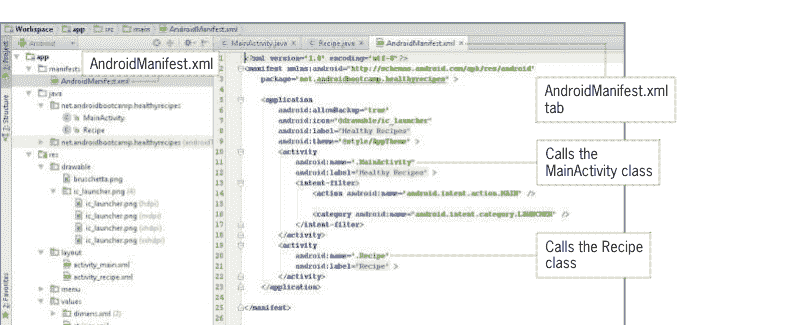 Workspace app src main AndroidManifest.xml
Android
MainActivity.java Recipe.java AndroidManifest.xml
1: Project
2: Structure
2: Favorites
app
manifests
AndroidManifest.xml
AndroidManifest.xml
java
net.androidbootcamp.healthyrecipes
MainActivity
Recipe
net.androidbootcamp.healthyrecipes
res
drawable
bruschetta.png
ic_launcher.png (4)
ic_launcher.png (hdpi)
ic_launcher.png
ic_launcher.png
ic_launcher.png
layout
activity_main.xml
activity_recipe.xml
menu
values
dimens.xml (2)
<?xml version="1.0" encoding="utf-8"?>
<manifest xmlns:android="http://schemas.android.com/apk/res/android"
package="net.androidbootcamp.healthyrecipes" >
<application
android:allowBackup="true"
android:icon="@drawable/ic_launcher"
android:label="Healthy Recipes"
android:theme="@style/AppTheme" >
<activity
android:name=".MainActivity"
android:label="Healthy Recipes" >
<intent-filter>
<action android:name="android.intent.action.MAIN" />
<category android:name="android.intent.category.LAUNCHER" />
</intent-filter>
</activity>
<activity
android:name=".Recipe"
android:label="Recipe" >
</activity>
</application>
</manifest>
AndroidManifest.xml
tab
Calls the
MainActivity class
Calls the Recipe
class